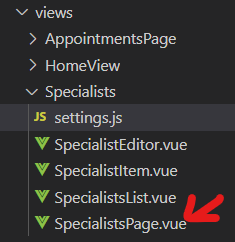 views
AppointmentsPage
HomeView
Specialists
JS settings.js
SpecialistEditor.vue
SpecialistItem.vue
SpecialistsList.vue
SpecialistsPage.vue